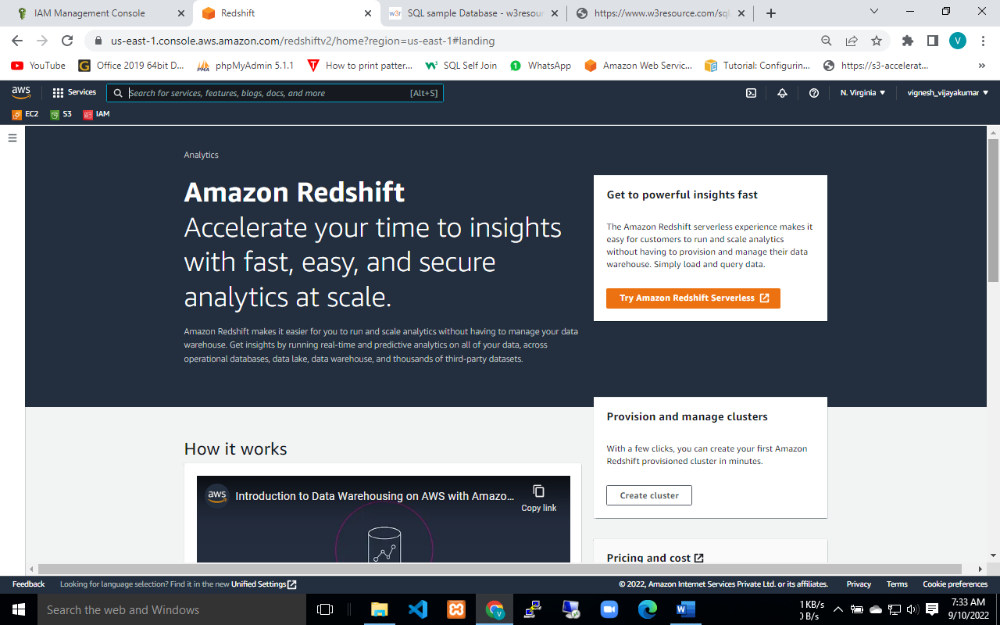 IAM Management Console
Redshift
SQL sample Database - w3resour
https://www.w3resource.com/sql
us-east-1.console.aws.amazon.com/redshiftv2/home?region=us-east-1#landing
V
YouTube
Office 2019 64bit D...
phpMyAdmin 5.1.1
How to print patter...
SQL Self Join
WhatsApp
Amazon Web Servic...
Tutorial: Configurin...
https://s3-accelerat...
aws
Services
Search for services, features, blogs, docs, and more
[Alt+S]
N. Virginia
vignesh_vijayakumar
EC2
S3
IAM
Analytics
Amazon Redshift
Accelerate your time to insights
with fast, easy, and secure
analytics at scale.
Amazon Redshift makes it easier for you to run and scale analytics without having to manage your data
warehouse. Get insights by running real-time and predictive analytics on all of your data, across
operational databases, data lake, data warehouse, and thousands of third-party datasets.
Get to powerful insights fast
The Amazon Redshift serverless experience makes it
easy for customers to run and scale analytics
without having to provision and manage their data
warehouse. Simply load and query data.
Try Amazon Redshift Serverless
Provision and manage clusters
With a few clicks, you can create your first Amazon
Redshift provisioned cluster in minutes.
Create cluster
Pricing and cost
How it works
aws
Introduction to Data Warehousing on AWS with Amazo...
Copy link
Feedback
Looking for language selection? Find it in the new Unified Settings
© 2022, Amazon Internet Services Private Ltd. or its affiliates.
Privacy
Terms
Cookie preferences
Search the web and Windows
1 KB/s
0 B/s
7:33 AM
9/10/2022